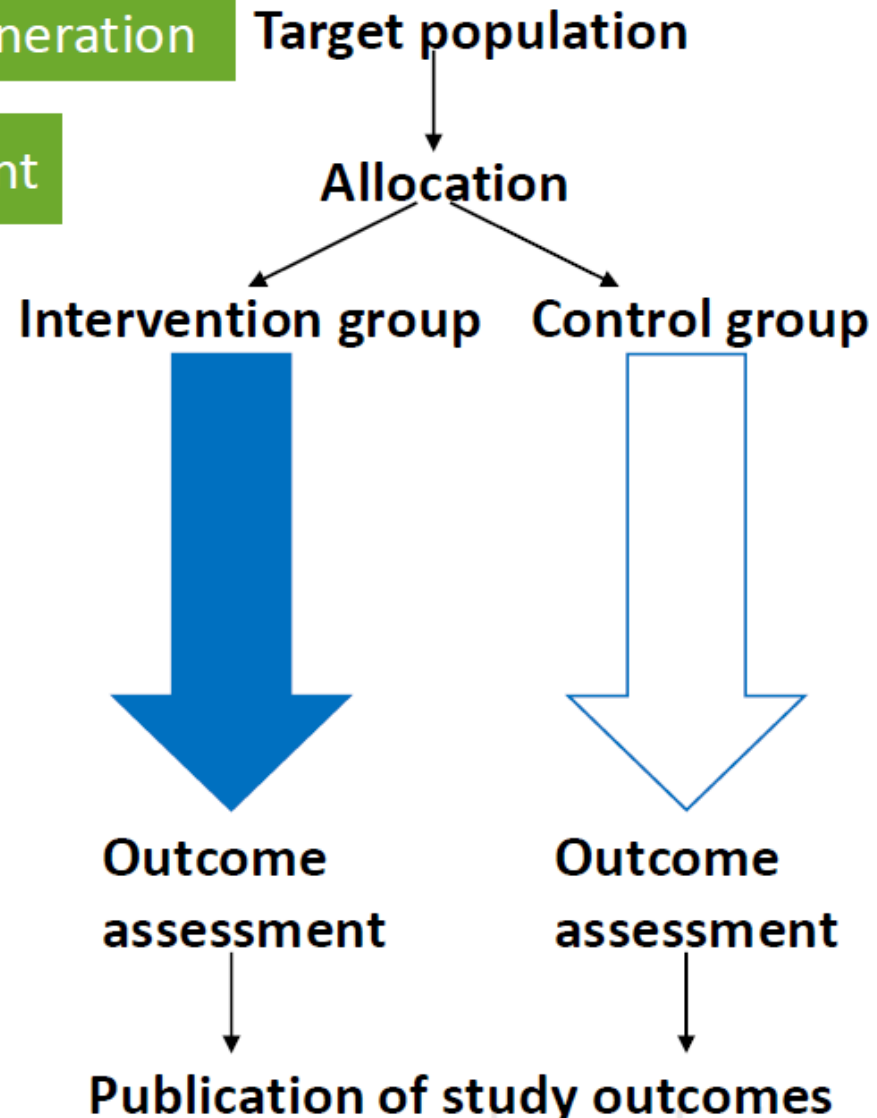 neration
Target population
nt
Allocation
Intervention group
Control group
Outcome
assessment
Outcome
assessment
Publication of study outcomes